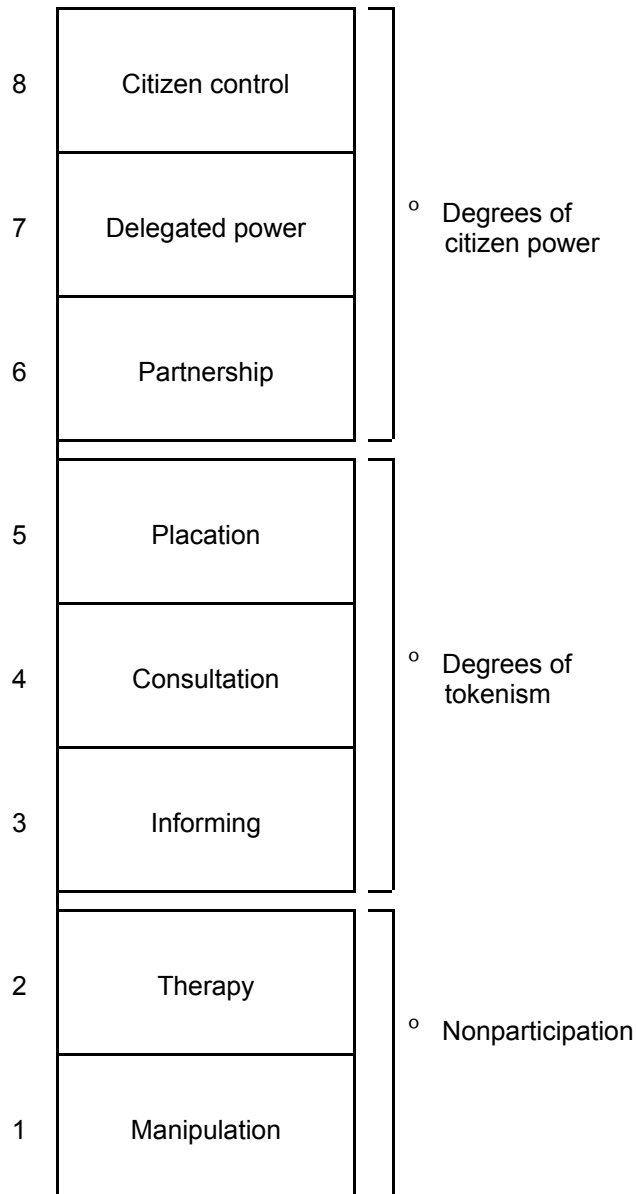 8 Citizen control
7 Delegated power
º Degrees of
citizen power
6 Partnership
5 Placation
4 Consultation
º Degrees of
tokenism
3 Informing
2 Therapy
º Nonparticipation
1 Manipulation